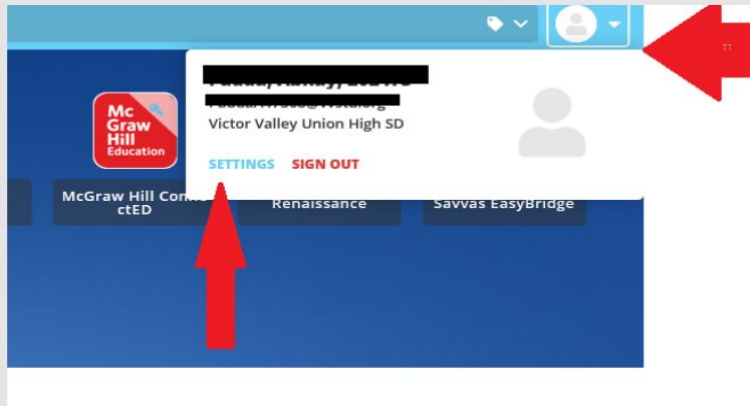 Victor Valley Union High SD
SETTINGS SIGN OUT
Mc
Graw
Hill
Education
McGraw Hill Conne
ctED
Renaissance
Savvas EasyBridge